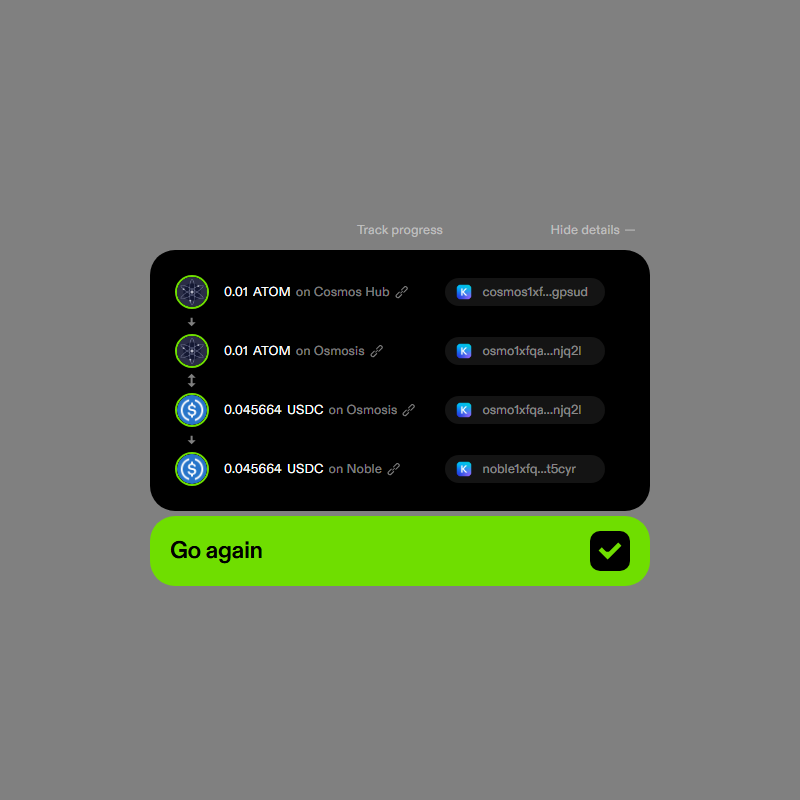 Track progress Hide details
0.01 ATOM on Cosmos Hub K cosmos1xf...gpsud
0.01 ATOM on Osmosis K osmo1xfqa...njq2l
0.045664 USDC on Osmosis K osmo1xfqa...njq2l
0.045664 USDC on Noble K noble1xfq...t5cyr
Go again